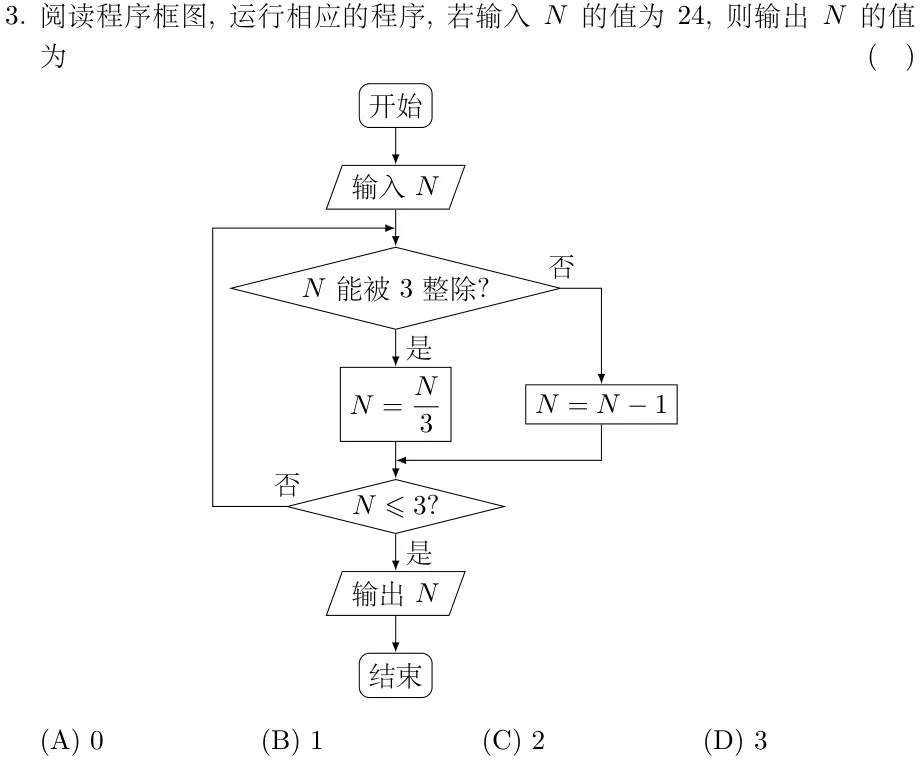 3. 阅读程序框图, 运行相应的程序, 若输入 N 的值为 24, 则输出 N 的值
为 ( )
开始
输入 N
N 能被 3 整除?
否
是
N = N/3
N = N − 1
否
N ⩽ 3?
是
输出 N
结束
(A) 0 (B) 1 (C) 2 (D) 3